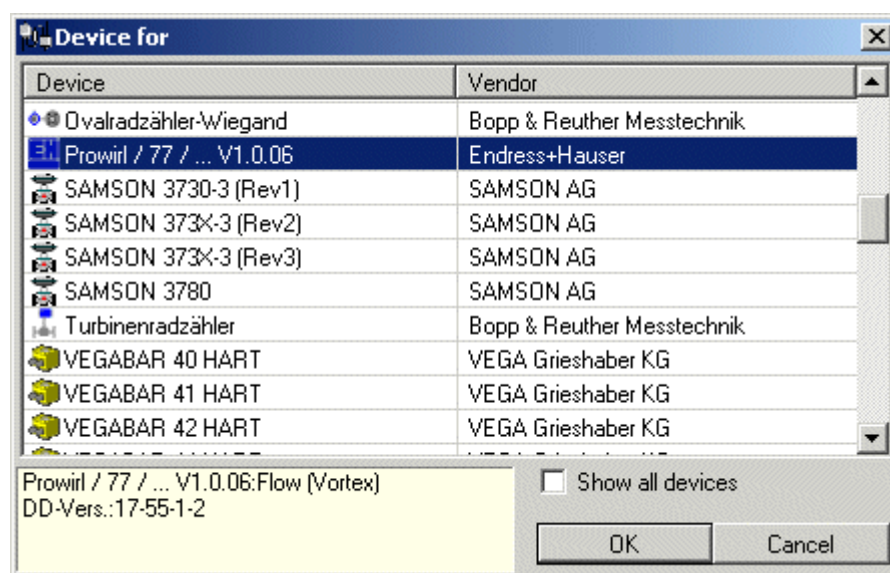 Device for
Device Vendor
Ovalradzähler-Wiegand Bopp & Reuther Messtechnik
Prowirl / 77 / ... V1.0.06 Endress+Hauser
SAMSON 3730-3 (Rev1) SAMSON AG
SAMSON 373X-3 (Rev2) SAMSON AG
SAMSON 373X-3 (Rev3) SAMSON AG
SAMSON 3780 SAMSON AG
Turbinenradzähler Bopp & Reuther Messtechnik
VEGABAR 40 HART VEGA Grieshaber KG
VEGABAR 41 HART VEGA Grieshaber KG
VEGABAR 42 HART VEGA Grieshaber KG
Prowirl / 77 / ... V1.0.06:Flow (Vortex)
DD-Vers.:17-55-1-2
Show all devices
OK Cancel